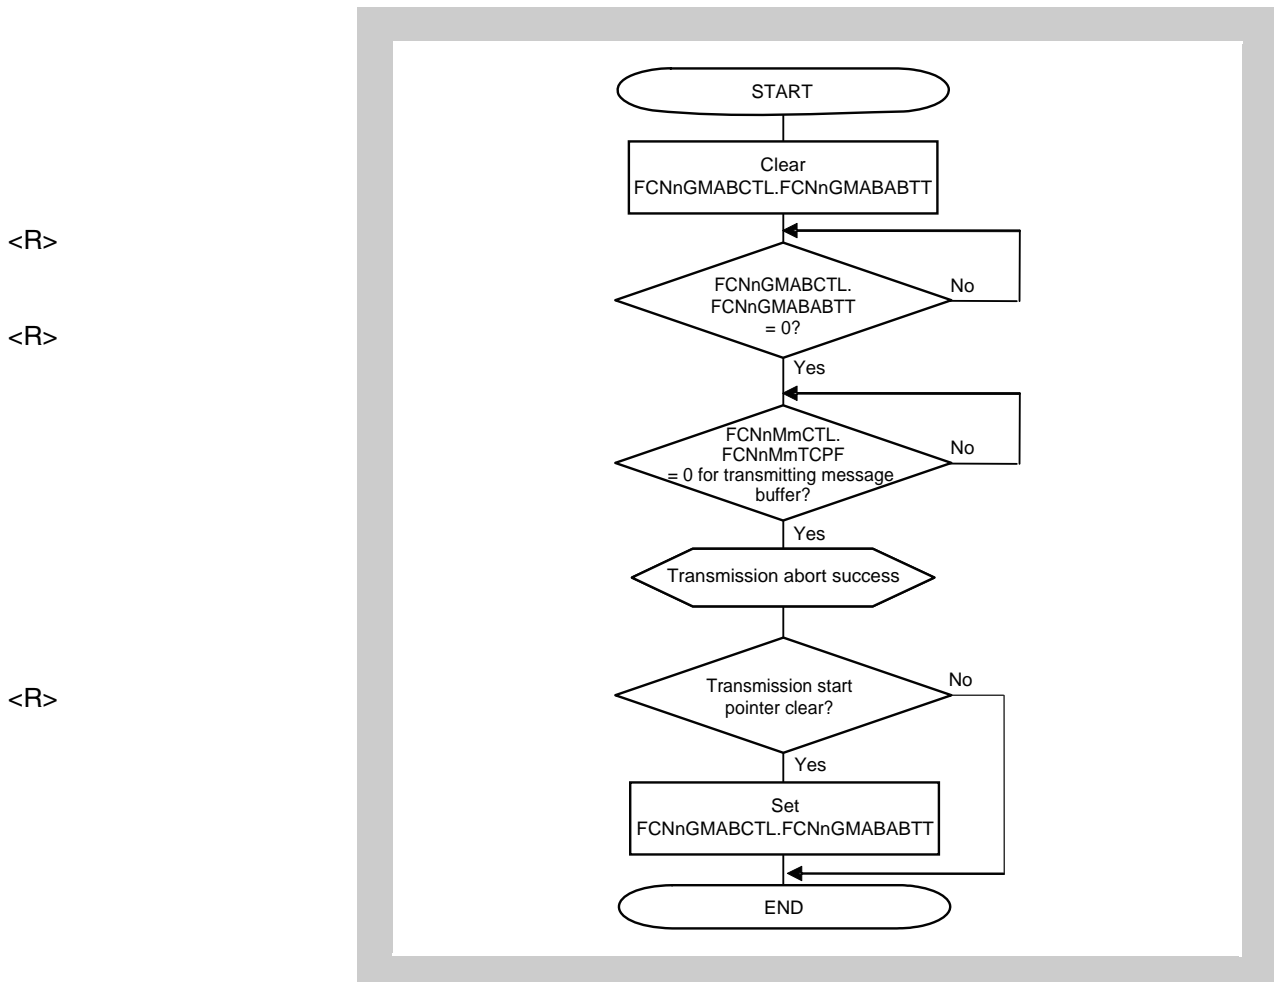 START
Clear
FCNnGMABCTL.FCNnGMABABTT
<R>
FCNnGMABCTL.
FCNnGMABABTT
= 0?
No
<R>
Yes
FCNnMmCTL.
FCNnMmTCPF
= 0 for transmitting message
buffer?
No
Yes
Transmission abort success
<R>
Transmission start
pointer clear?
No
Yes
Set
FCNnGMABCTL.FCNnGMABABTT
END